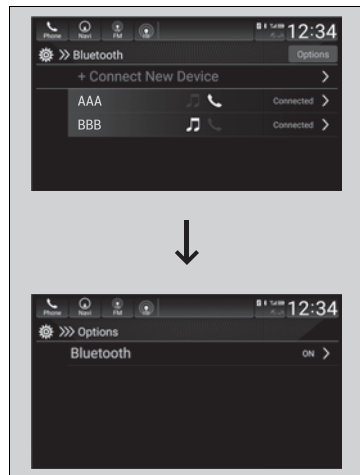 Phone Navi FM
12:34
Bluetooth
Options
+ Connect New Device
AAA Connected
BBB Connected
Phone Navi FM
12:34
Options
Bluetooth ON